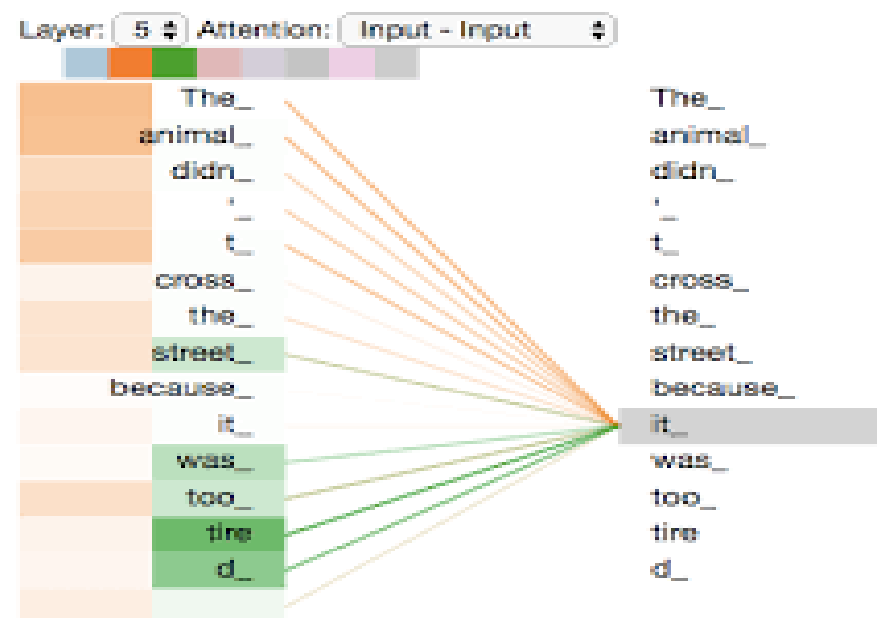 Layer: 5 Attention: Input - Input
The_ The_
animal_ animal_
didn_ didn_
'_ '_
t_ t_
cross_ cross_
the_ the_
street_ street_
because_ because_
it_ it_
was_ was_
too_ too_
tire tire
d_ d_